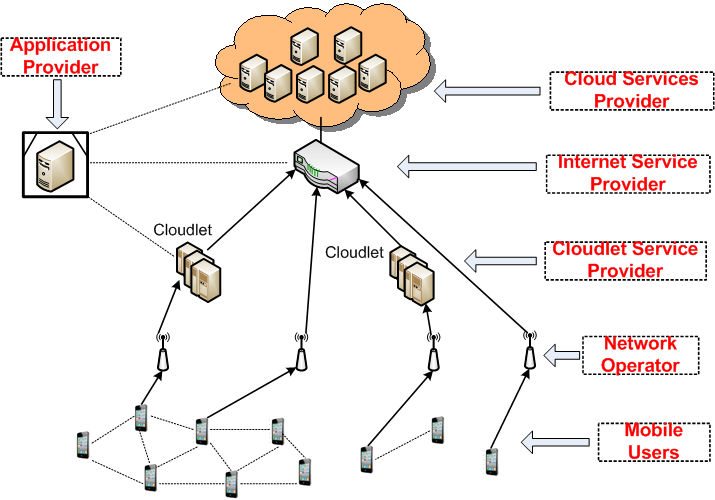 Application
Provider
Cloud Services
Provider
Internet Service
Provider
Cloudlet
Cloudlet
Cloudlet Service
Provider
Network
Operator
Mobile
Users